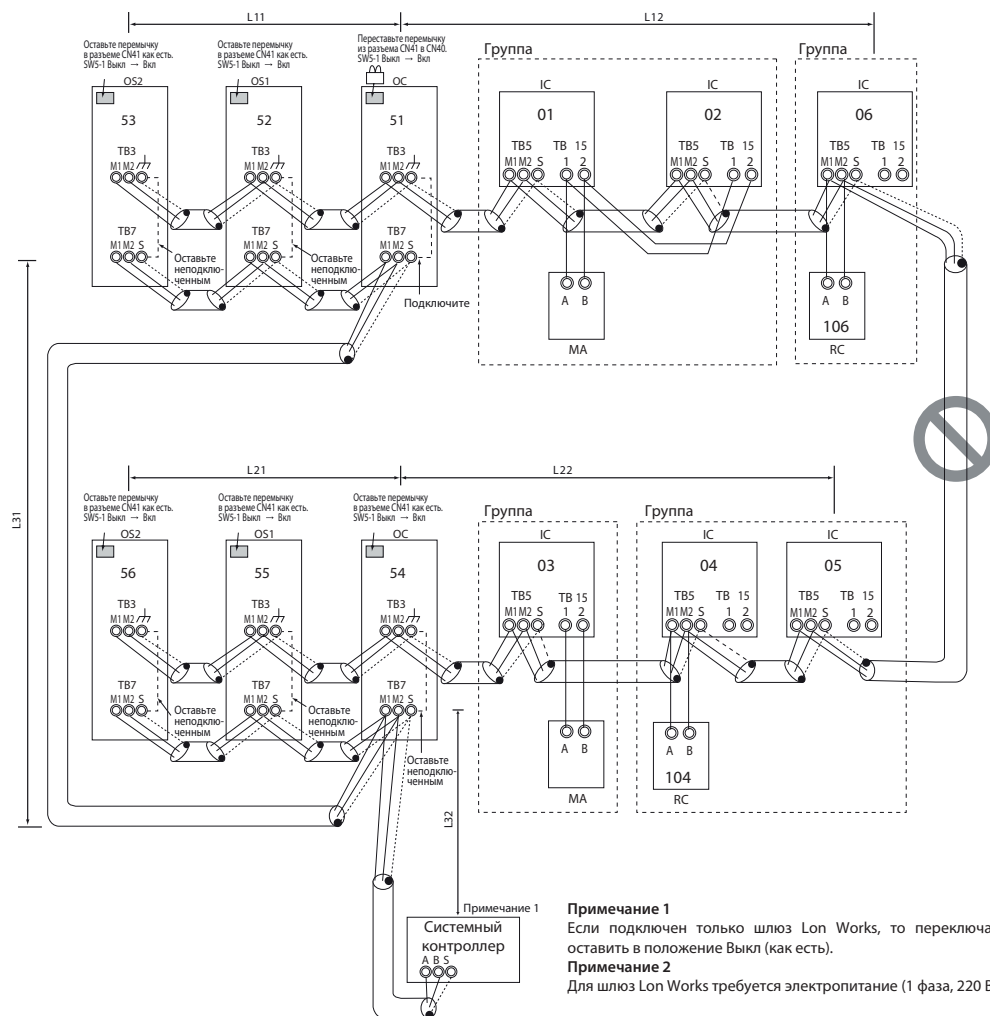 L11
L12
Оставьте перемычку
в разъеме CN41 как есть.
SW5-1 Выкл → Вкл
OS2
53
TB3
M1 M2
TB7
M1 M2 S
Оставьте
неподклю-
ченным
Оставьте перемычку
в разъеме CN41 как есть.
SW5-1 Выкл → Вкл
OS1
52
TB3
M1 M2
TB7
M1 M2 S
Оставьте
неподклю-
ченным
Переставьте перемычку
из разъема CN41 в CN40.
SW5-1 Выкл → Вкл
OC
51
TB3
M1 M2
TB7
M1 M2 S
Подключите
Группа
IC
01
TB5 TB 15
M1 M2 S 1 2
A B
MA
IC
02
TB5 TB 15
M1 M2 S 1 2
Группа
IC
06
TB5 TB 15
M1 M2 S 1 2
A B
106
RC
L31
L21
L22
Оставьте перемычку
в разъеме CN41 как есть.
SW5-1 Выкл → Вкл
OS2
56
TB3
M1 M2
TB7
M1 M2 S
Оставьте
неподклю-
ченным
Оставьте перемычку
в разъеме CN41 как есть.
SW5-1 Выкл → Вкл
OS1
55
TB3
M1 M2
TB7
M1 M2 S
Оставьте
неподклю-
ченным
Оставьте перемычку
в разъеме CN41 как есть.
SW5-1 Выкл → Вкл
OC
54
TB3
M1 M2
TB7
M1 M2 S
Оставьте
неподклю-
ченным
Группа
IC
03
TB5 TB 15
M1 M2 S 1 2
A B
MA
Группа
IC
04
TB5 TB 15
M1 M2 S 1 2
A B
104
RC
IC
05
TB5 TB 15
M1 M2 S 1 2
L32
Примечание 1
Системный
контроллер
A B S
Примечание 1
Если подключен только шлюз Lon Works, то переключа
оставить в положение Выкл (как есть).
Примечание 2
Для шлюз Lon Works требуется электропитание (1 фаза, 220 В